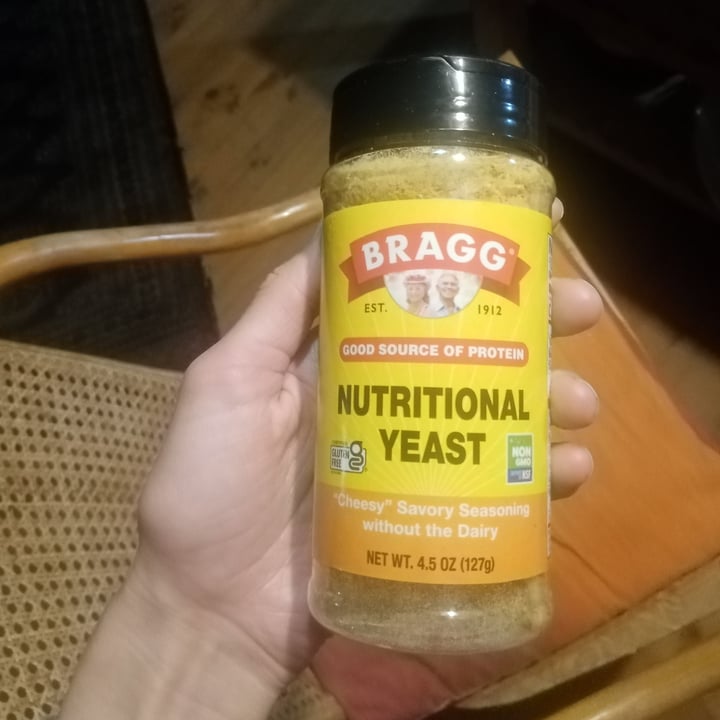 BRAGG®
EST. 1912
GOOD SOURCE OF PROTEIN
NUTRITIONAL
YEAST
GLUTEN
FREE
NON
GMO
NSF
"Cheesy" Savory Seasoning
without the Dairy
NET WT. 4.5 OZ (127g)